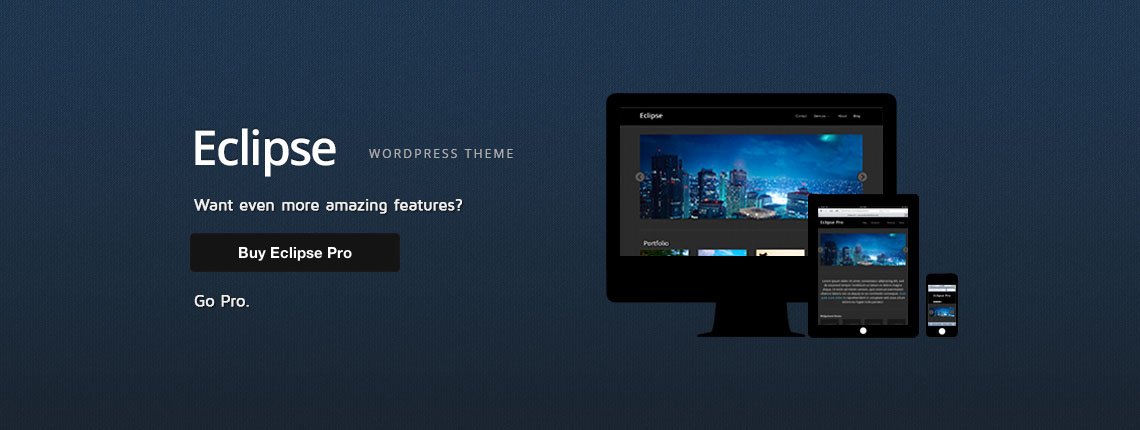 Eclipse WORDPRESS THEME
Want even more amazing features?
Buy Eclipse Pro
Go Pro.
Eclipse
Contact Services About Blog
Portfolio
Eclipse Pro
Eclipse Pro